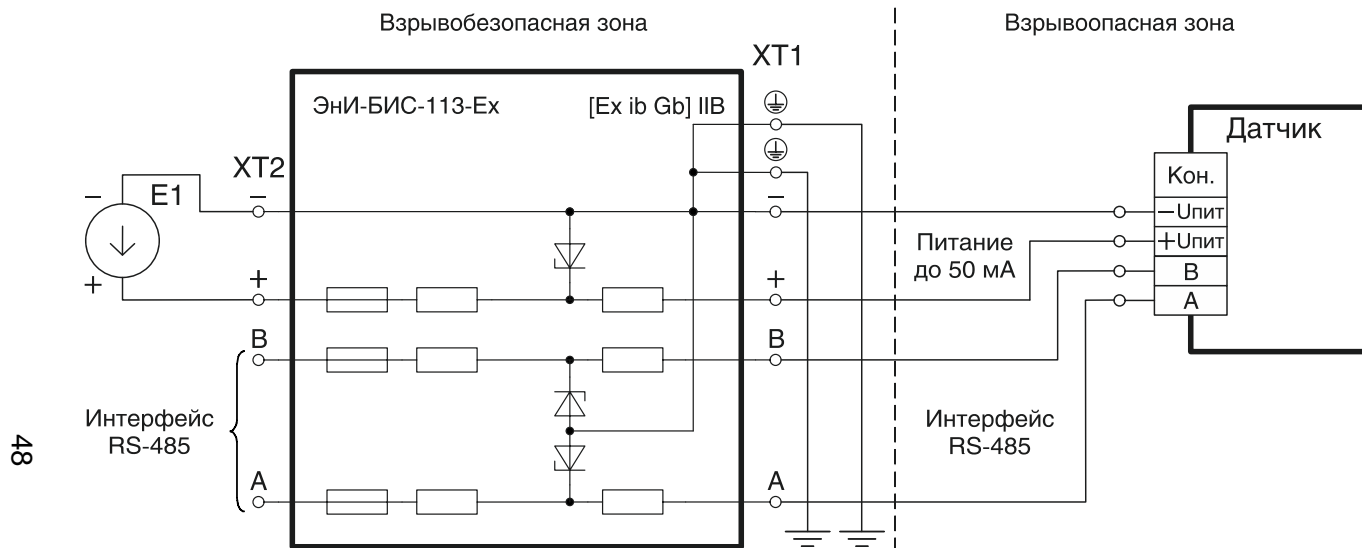 Взрывобезопасная зона
Взрывоопасная зона
XT1
ЭнИ-БИС-113-Ex
[Ex ib Gb] IIB
Датчик
XT2
Кон.
−
E1
−
−
−Uпит
Питание
до 50 мА
+Uпит
+
+
+
B
A
B
B
Интерфейс
RS-485
Интерфейс
RS-485
A
A
48